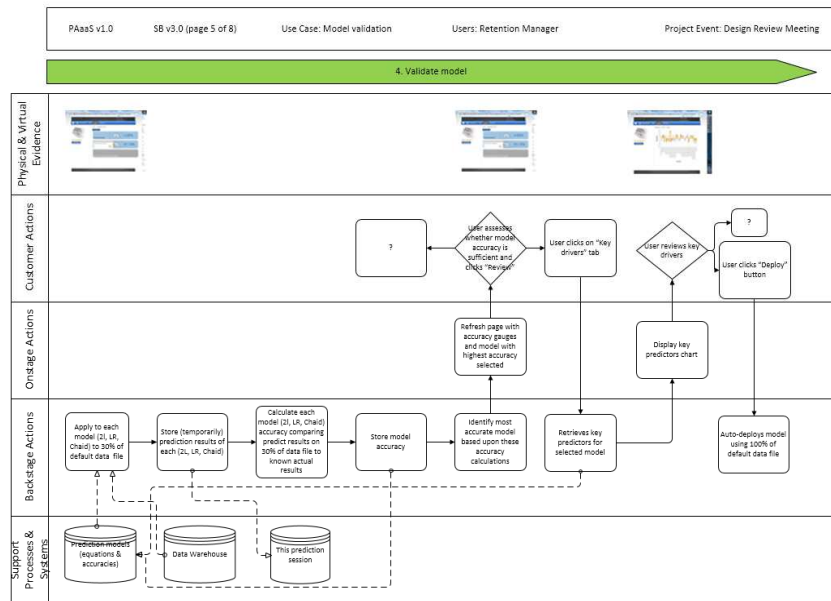 PAaaS v1.0
SB v3.0 (page 5 of 8)
Use Case: Model validation
Users: Retention Manager
Project Event: Design Review Meeting
4. Validate model
Physical & Virtual
Evidence
Customer Actions
?
User assesses
whether model
accuracy is
sufficient and
clicks "Review"
User clicks on "Key
drivers" tab
User reviews key
drivers
?
User clicks "Deploy"
button
Onstage Actions
Refresh page with
accuracy gauges
and model with
highest accuracy
selected
Display key
predictors chart
Backstage Actions
Apply to each
model (2l, LR,
Chaid) to 30% of
default data file
Store (temporarily)
prediction results of
each (2L, LR, Chaid)
Calculate each
model (2l, LR, Chaid)
accuracy comparing
predict results on
30% of data file to
known actual
results
Store model
accuracy
Identify most
accurate model
based upon these
accuracy
calculations
Retrieves key
predictors for
selected model
Auto-deploys model
using 100% of
default data file
Support
Processes &
Systems
Prediction models
(equations &
accuracies)
Data Warehouse
This prediction
session